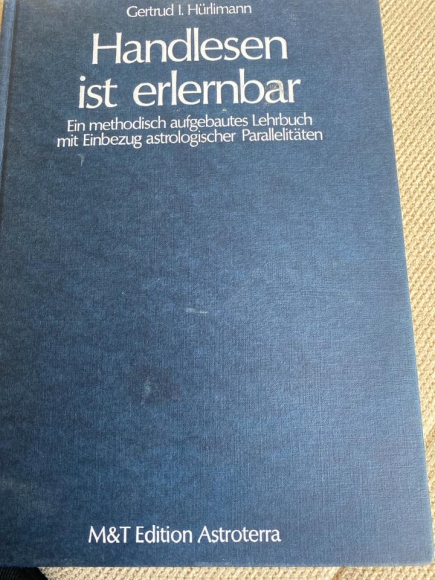 Gertrud I. Hürlimann
Handlesen
ist erlernbar
Ein methodisch aufgebautes Lehrbuch
mit Einbezug astrologischer Parallelitäten
M&T Edition Astroterra